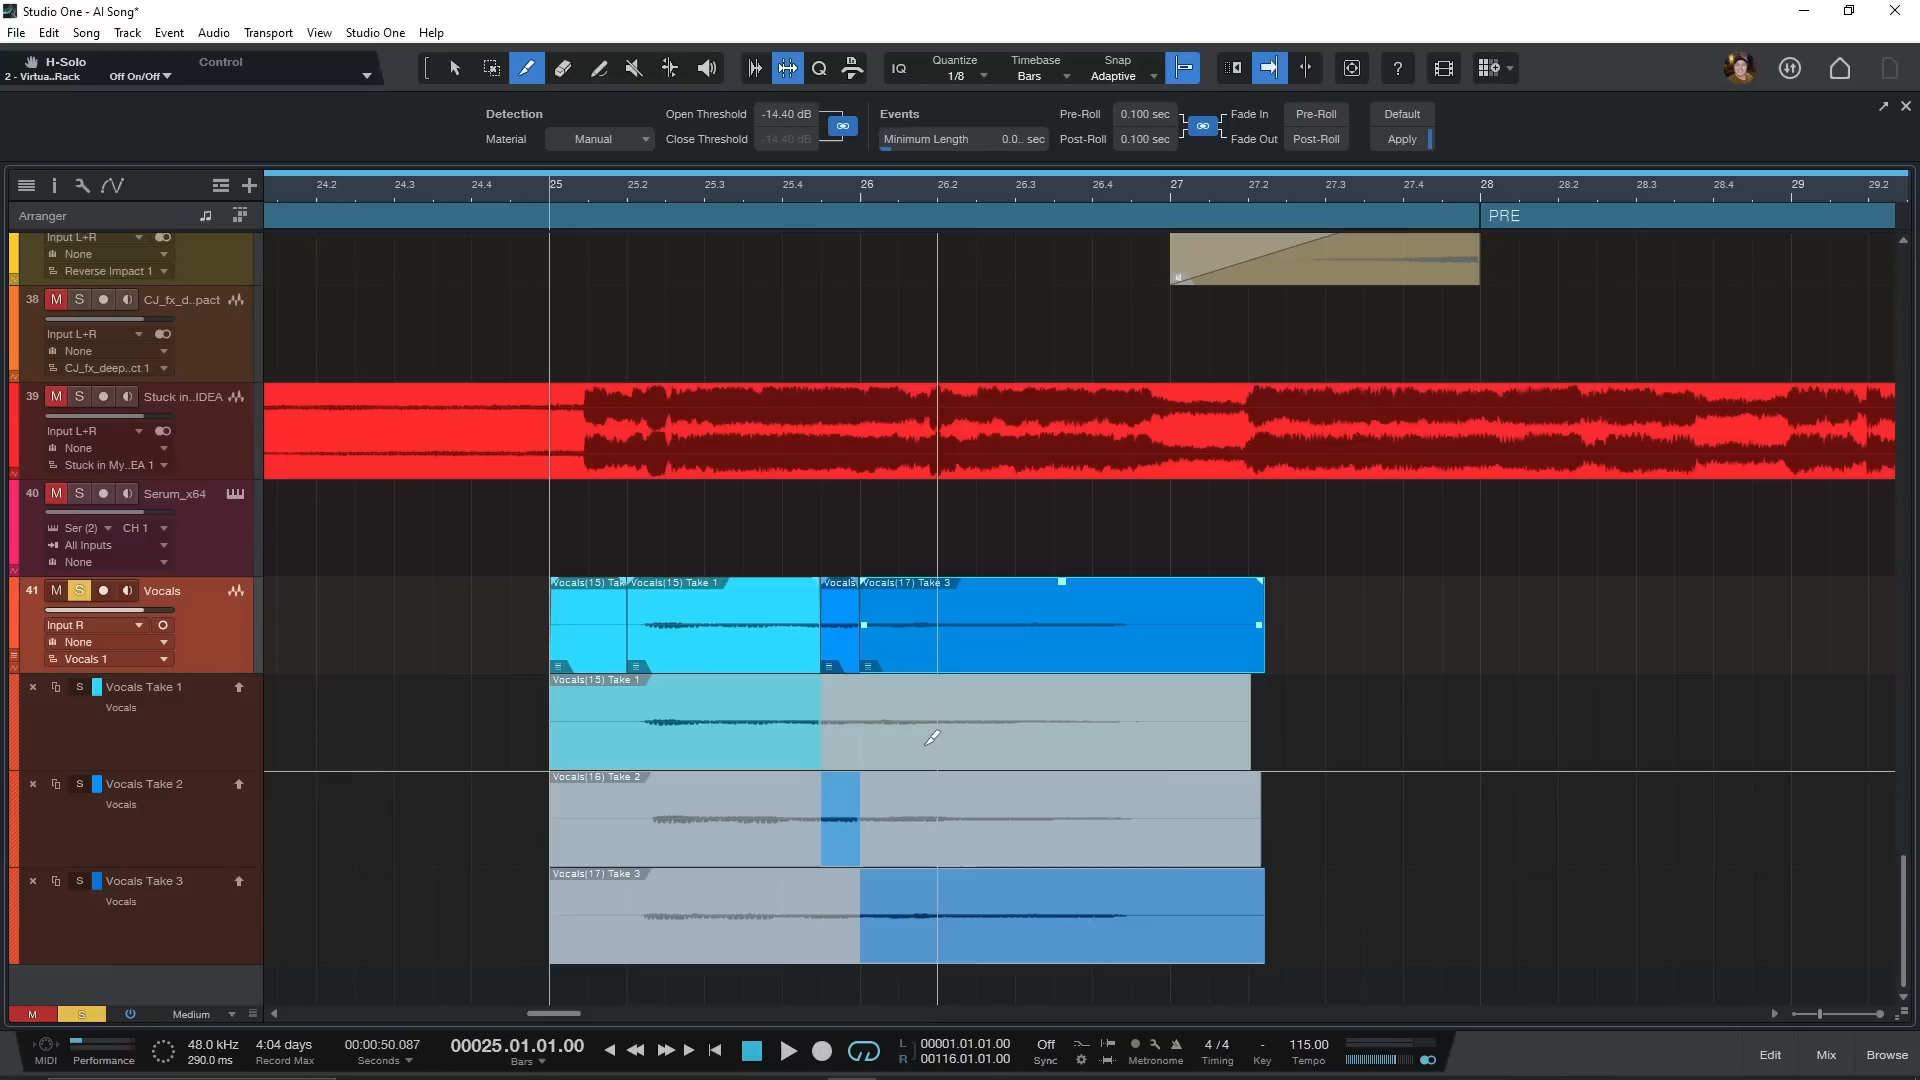 Studio One - AI Song*
File Edit Song Track Event Audio Transport View Studio One Help
H-Solo Control
2 - Virtua..Rack Off On/Off
IQ Quantize Timebase Snap
1/8 Bars Adaptive
?
Detection Open Threshold -14.40 dB Events Pre-Roll 0.100 sec Fade In Pre-Roll Default
Material Manual Close Threshold -14.40 dB Minimum Length 0.0.. sec Post-Roll 0.100 sec Fade Out Post-Roll Apply
24.2 24.3 24.4 25 25.2 25.3 25.4 26 26.2 26.3 26.4 27 27.2 27.3 27.4 28 28.2 28.3 28.4 29 29.2
Arranger PRE
Input L+R
None
Reverse Impact 1
38 M S CJ_fx_d..pact
Input L+R
None
CJ_fx_deep..ct 1
39 M S Stuck in..IDEA
Input L+R
None
Stuck in My..EA 1
40 M S Serum_x64
Ser (2) CH 1
All Inputs
None
41 M S Vocals
Input R
None
Vocals 1
Vocals(15) Tak Vocals(15) Take 1 Vocals Vocals(17) Take 3
S Vocals Take 1
Vocals
Vocals(15) Take 1
S Vocals Take 2
Vocals
Vocals(16) Take 2
S Vocals Take 3
Vocals
Vocals(17) Take 3
M S Medium
MIDI Performance 48.0 kHz 290.0 ms 4:04 days Record Max 00:00:50.087 Seconds 00025.01.01.00 Bars
L 00001.01.01.00
R 00116.01.01.00
Off Sync Metronome 4 / 4 Timing - Key 115.00 Tempo Edit Mix Browse